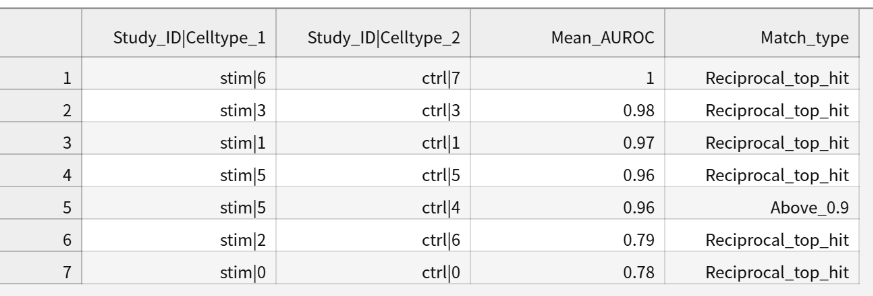 Study_ID|Celltype_1 Study_ID|Celltype_2 Mean_AUROC Match_type
1 stim|6 ctrl|7 1 Reciprocal_top_hit
2 stim|3 ctrl|3 0.98 Reciprocal_top_hit
3 stim|1 ctrl|1 0.97 Reciprocal_top_hit
4 stim|5 ctrl|5 0.96 Reciprocal_top_hit
5 stim|5 ctrl|4 0.96 Above_0.9
6 stim|2 ctrl|6 0.79 Reciprocal_top_hit
7 stim|0 ctrl|0 0.78 Reciprocal_top_hit